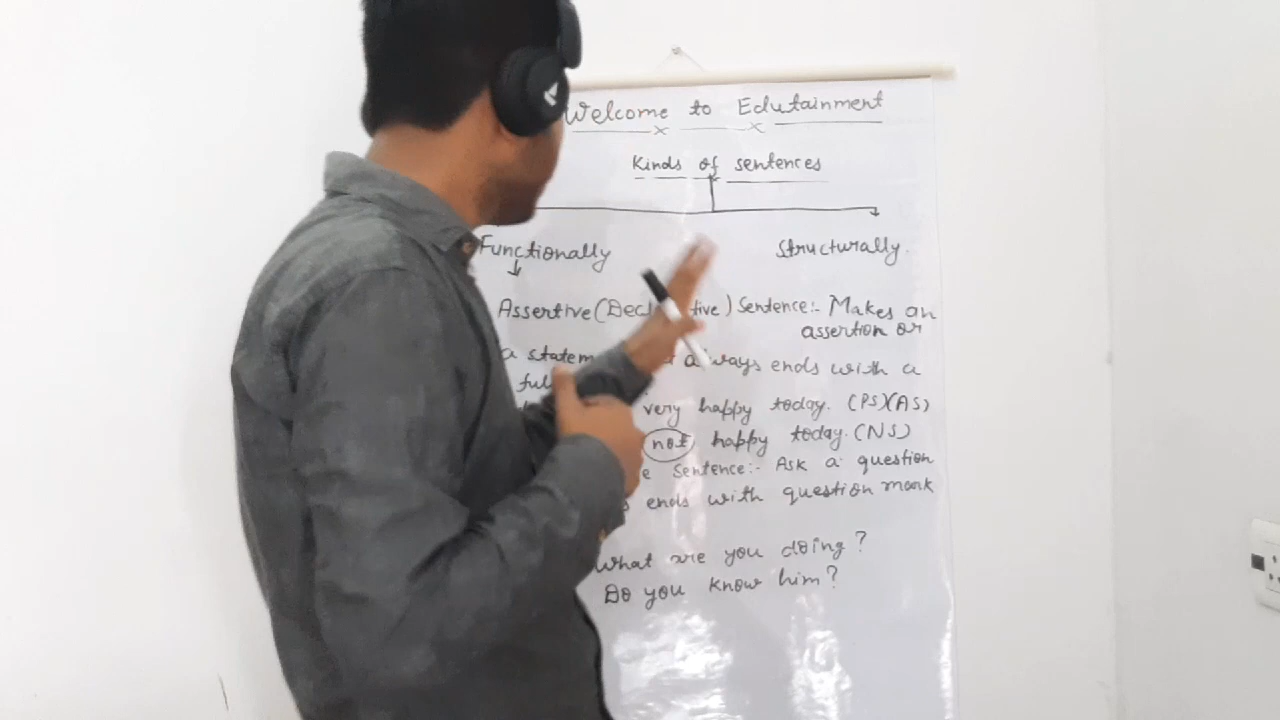 Welcome to Edutainment
Kinds of sentences
Functionally
Structurally.
Assertive (Decl tive) Sentence:- Makes an
assertion or
a statem always ends with a
ful
very happy today. (PS)(AS)
not happy today. (NS)
e Sentence:- Ask a question
s ends with question mark
What are you doing?
Do you know him?